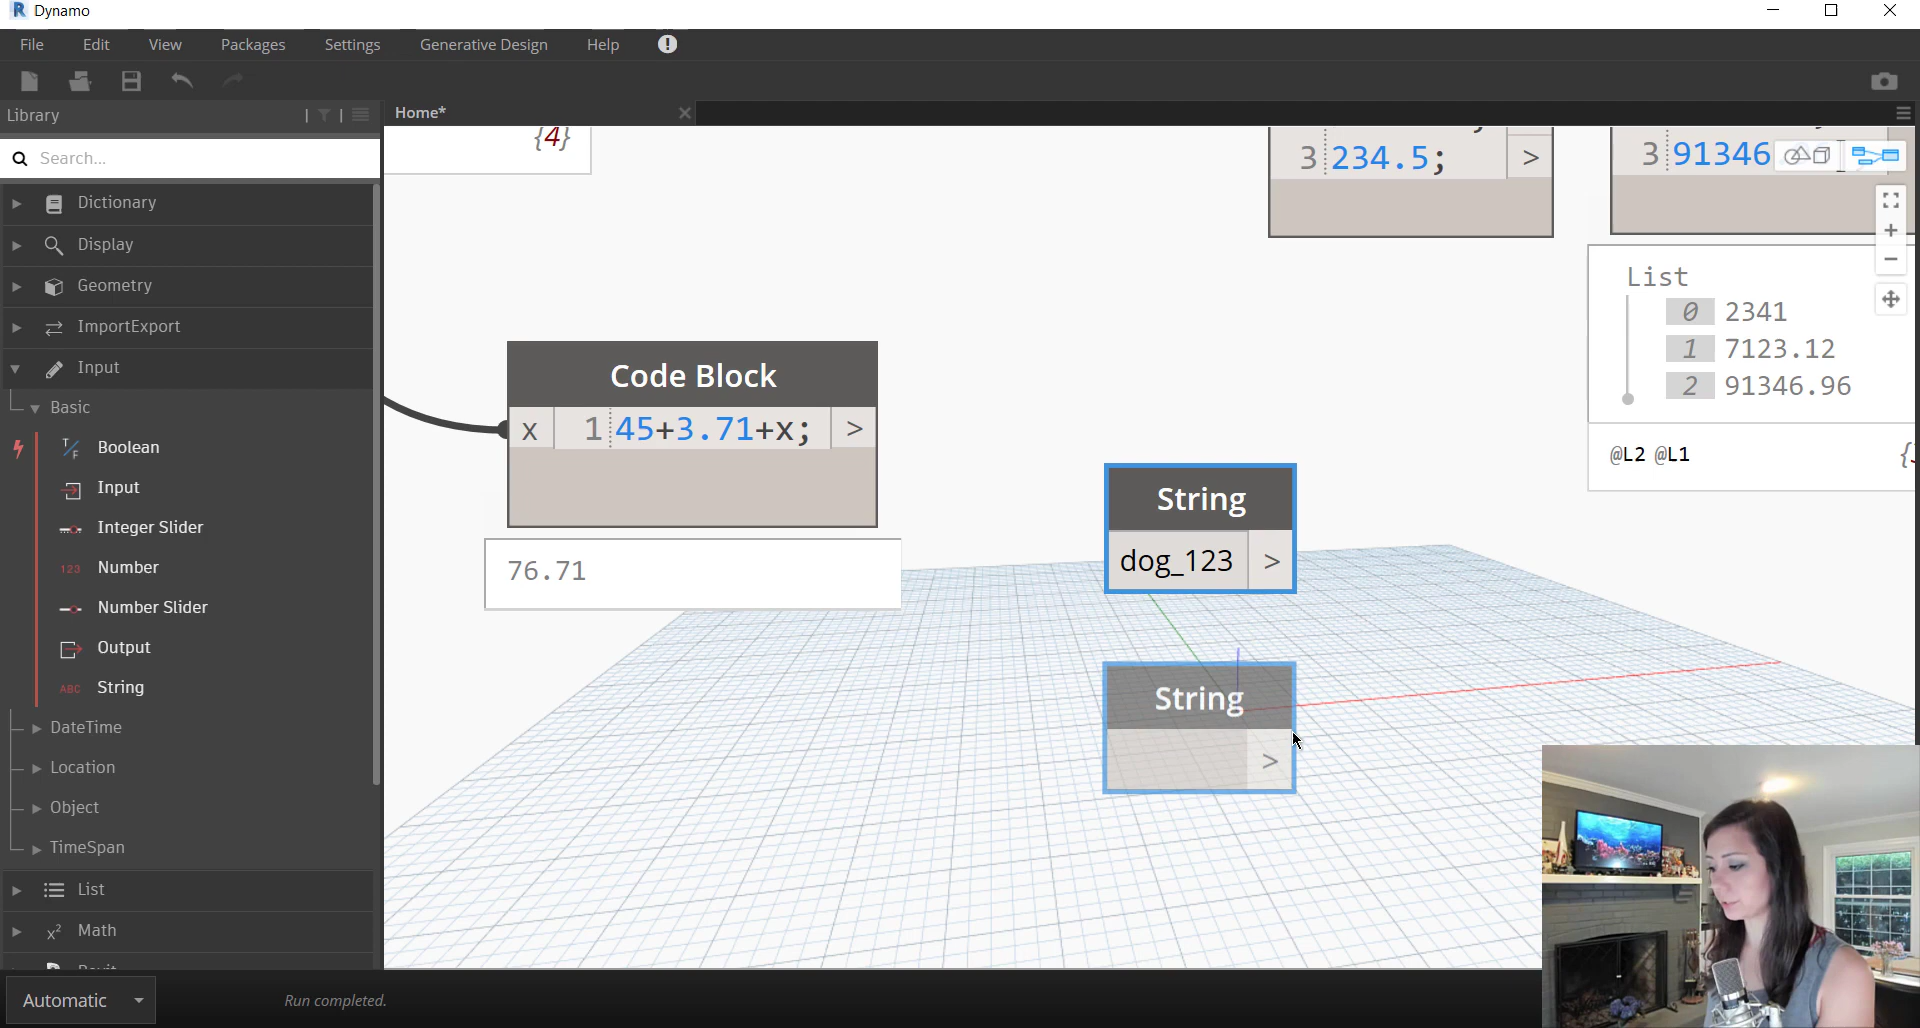 Dynamo
File Edit View Packages Settings Generative Design Help
Library
Home*
Search...
Dictionary
Display
Geometry
ImportExport
Input
Basic
Boolean
Input
123 Integer Slider
Number
Number Slider
Output
ABC String
DateTime
Location
Object
TimeSpan
List
x² Math
{4}
3 234.5; >
3 91346
List
0 2341
1 7123.12
2 91346.96
@L2 @L1
Code Block
x 1 45+3.71+x; >
76.71
String
dog_123 >
String
>
Automatic
Run completed.